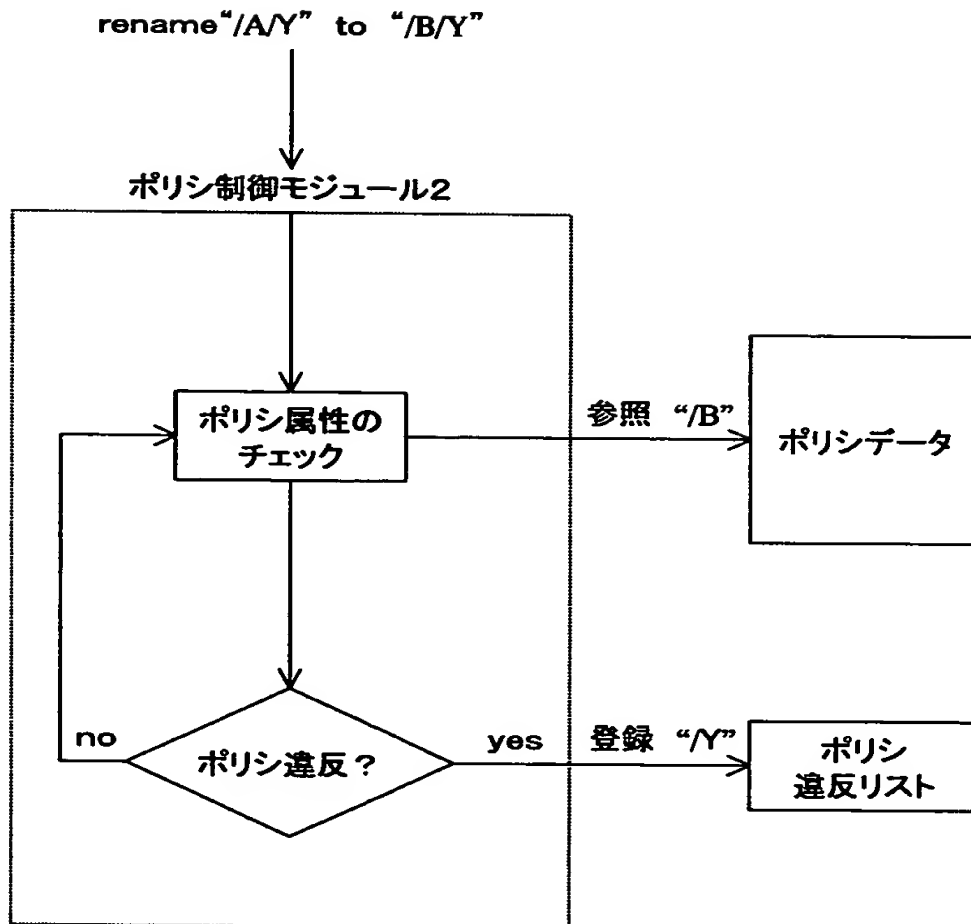 rename“/A/Y” to “/B/Y”
ポリシ制御モジュール2
ポリシ属性の
チェック
参照 “/B”
ポリシデータ
no
ポリシ違反?
yes
登録 “/Y”
ポリシ
違反リスト